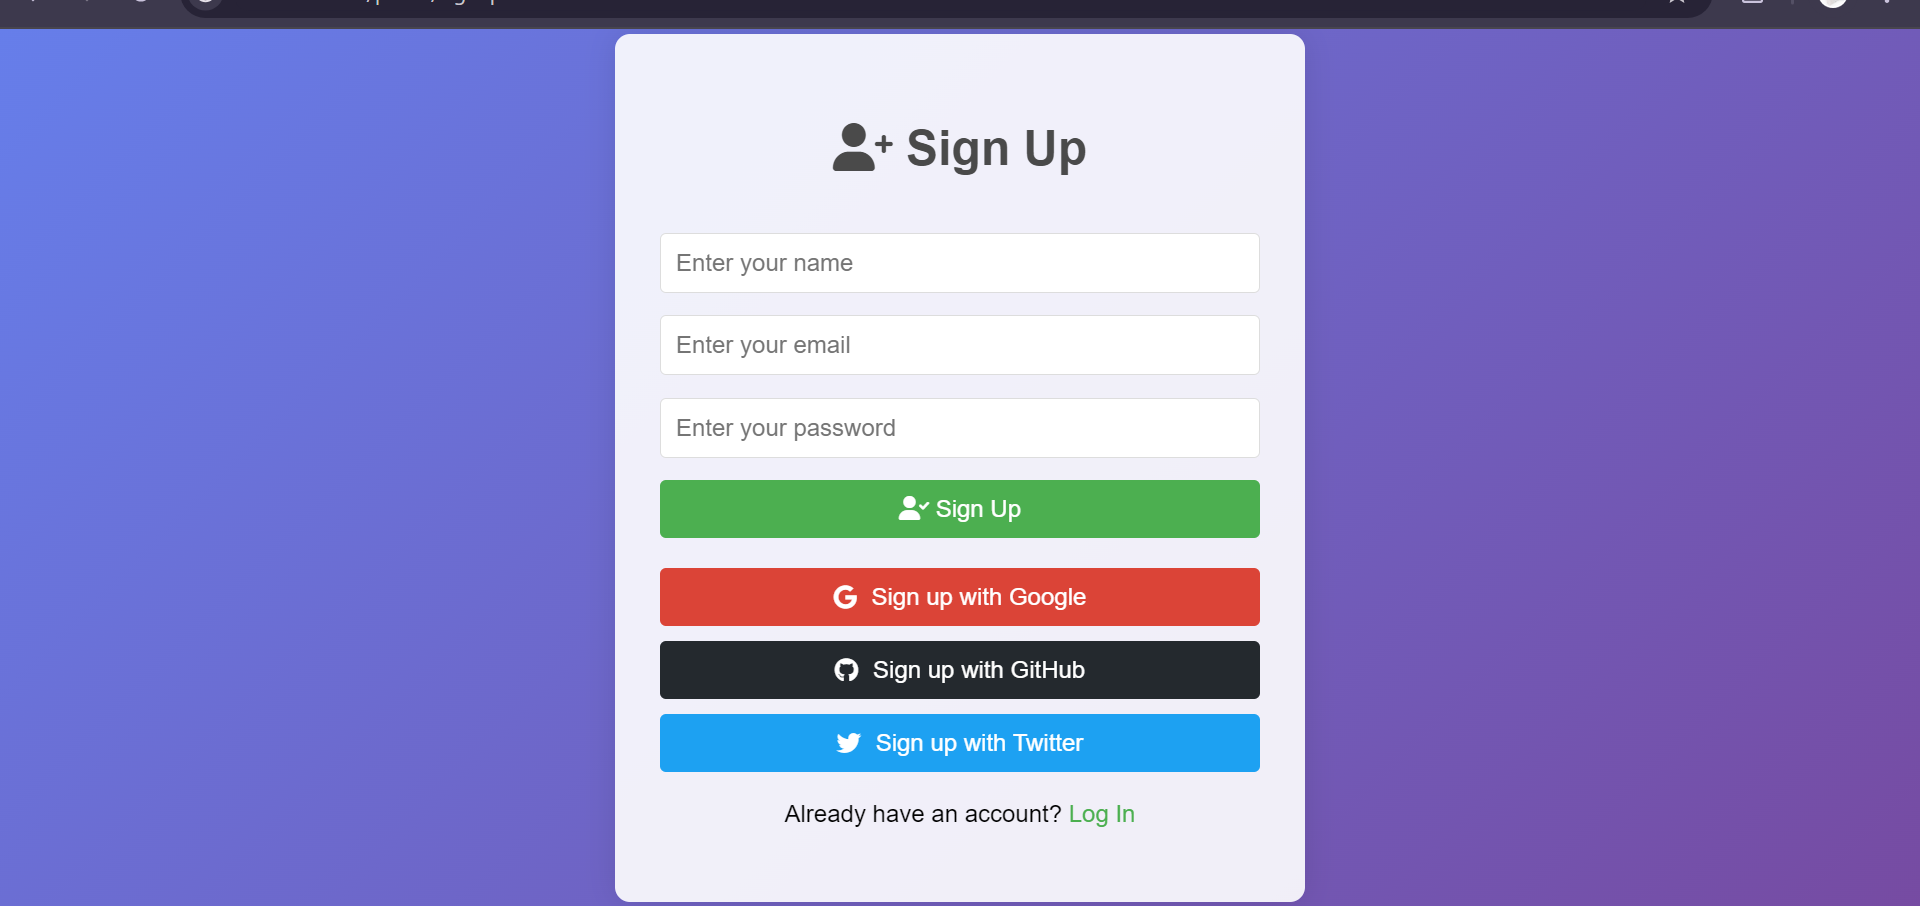 Sign Up
Enter your name
Enter your email
Enter your password
Sign Up
Sign up with Google
Sign up with GitHub
Sign up with Twitter
Already have an account? Log In